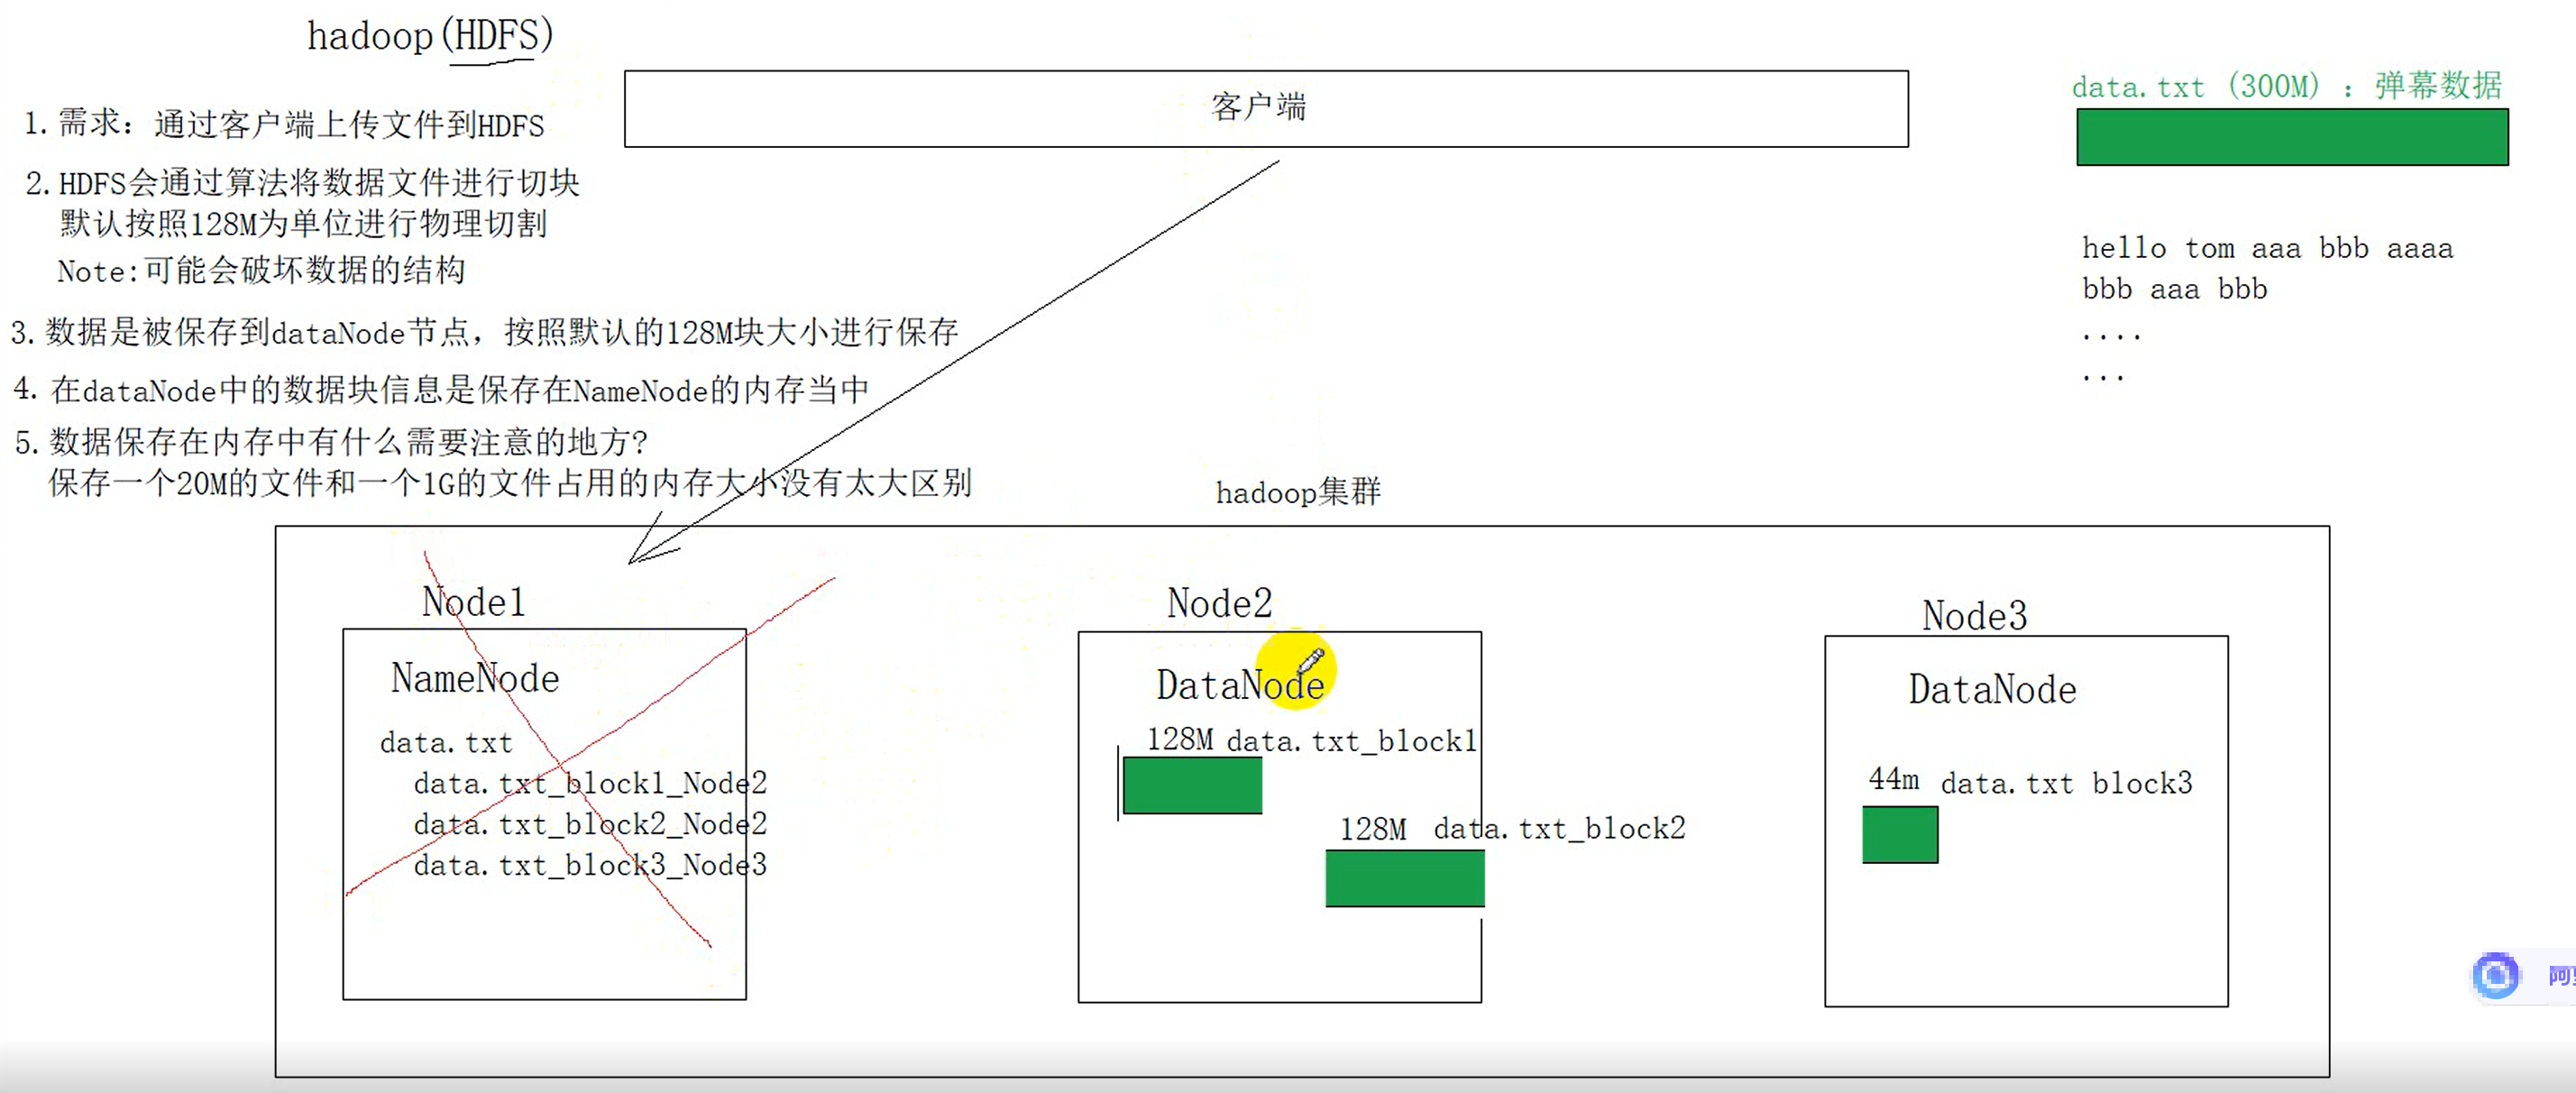 hadoop(HDFS)
客户端
data.txt (300M) : 弹幕数据
1. 需求: 通过客户端上传文件到HDFS
2. HDFS会通过算法将数据文件进行切块
默认按照128M为单位进行物理切割
Note:可能会破坏数据的结构
hello tom aaa bbb aaaa
bbb aaa bbb
....
...
3. 数据是被保存到dataNode节点，按照默认的128M块大小进行保存
4. 在dataNode中的数据块信息是保存在NameNode的内存当中
5. 数据保存在内存中有什么需要注意的地方?
保存一个20M的文件和一个1G的文件占用的内存大小没有太大区别
hadoop集群
Node1
NameNode
data.txt
data.txt_block1_Node2
data.txt_block2_Node2
data.txt_block3_Node3
Node2
DataNode
128M data.txt_block1
128M data.txt_block2
Node3
DataNode
44m data.txt block3